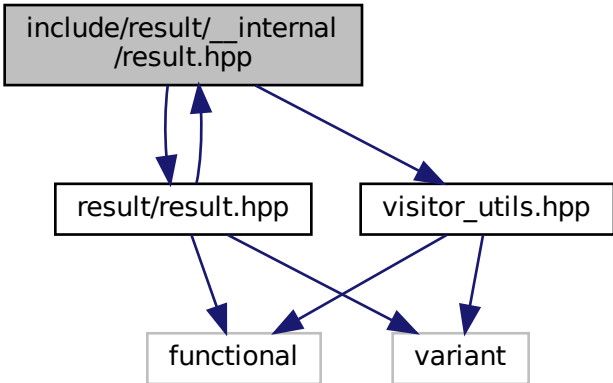 include/result/__internal
/result.hpp
result/result.hpp
visitor_utils.hpp
functional
variant